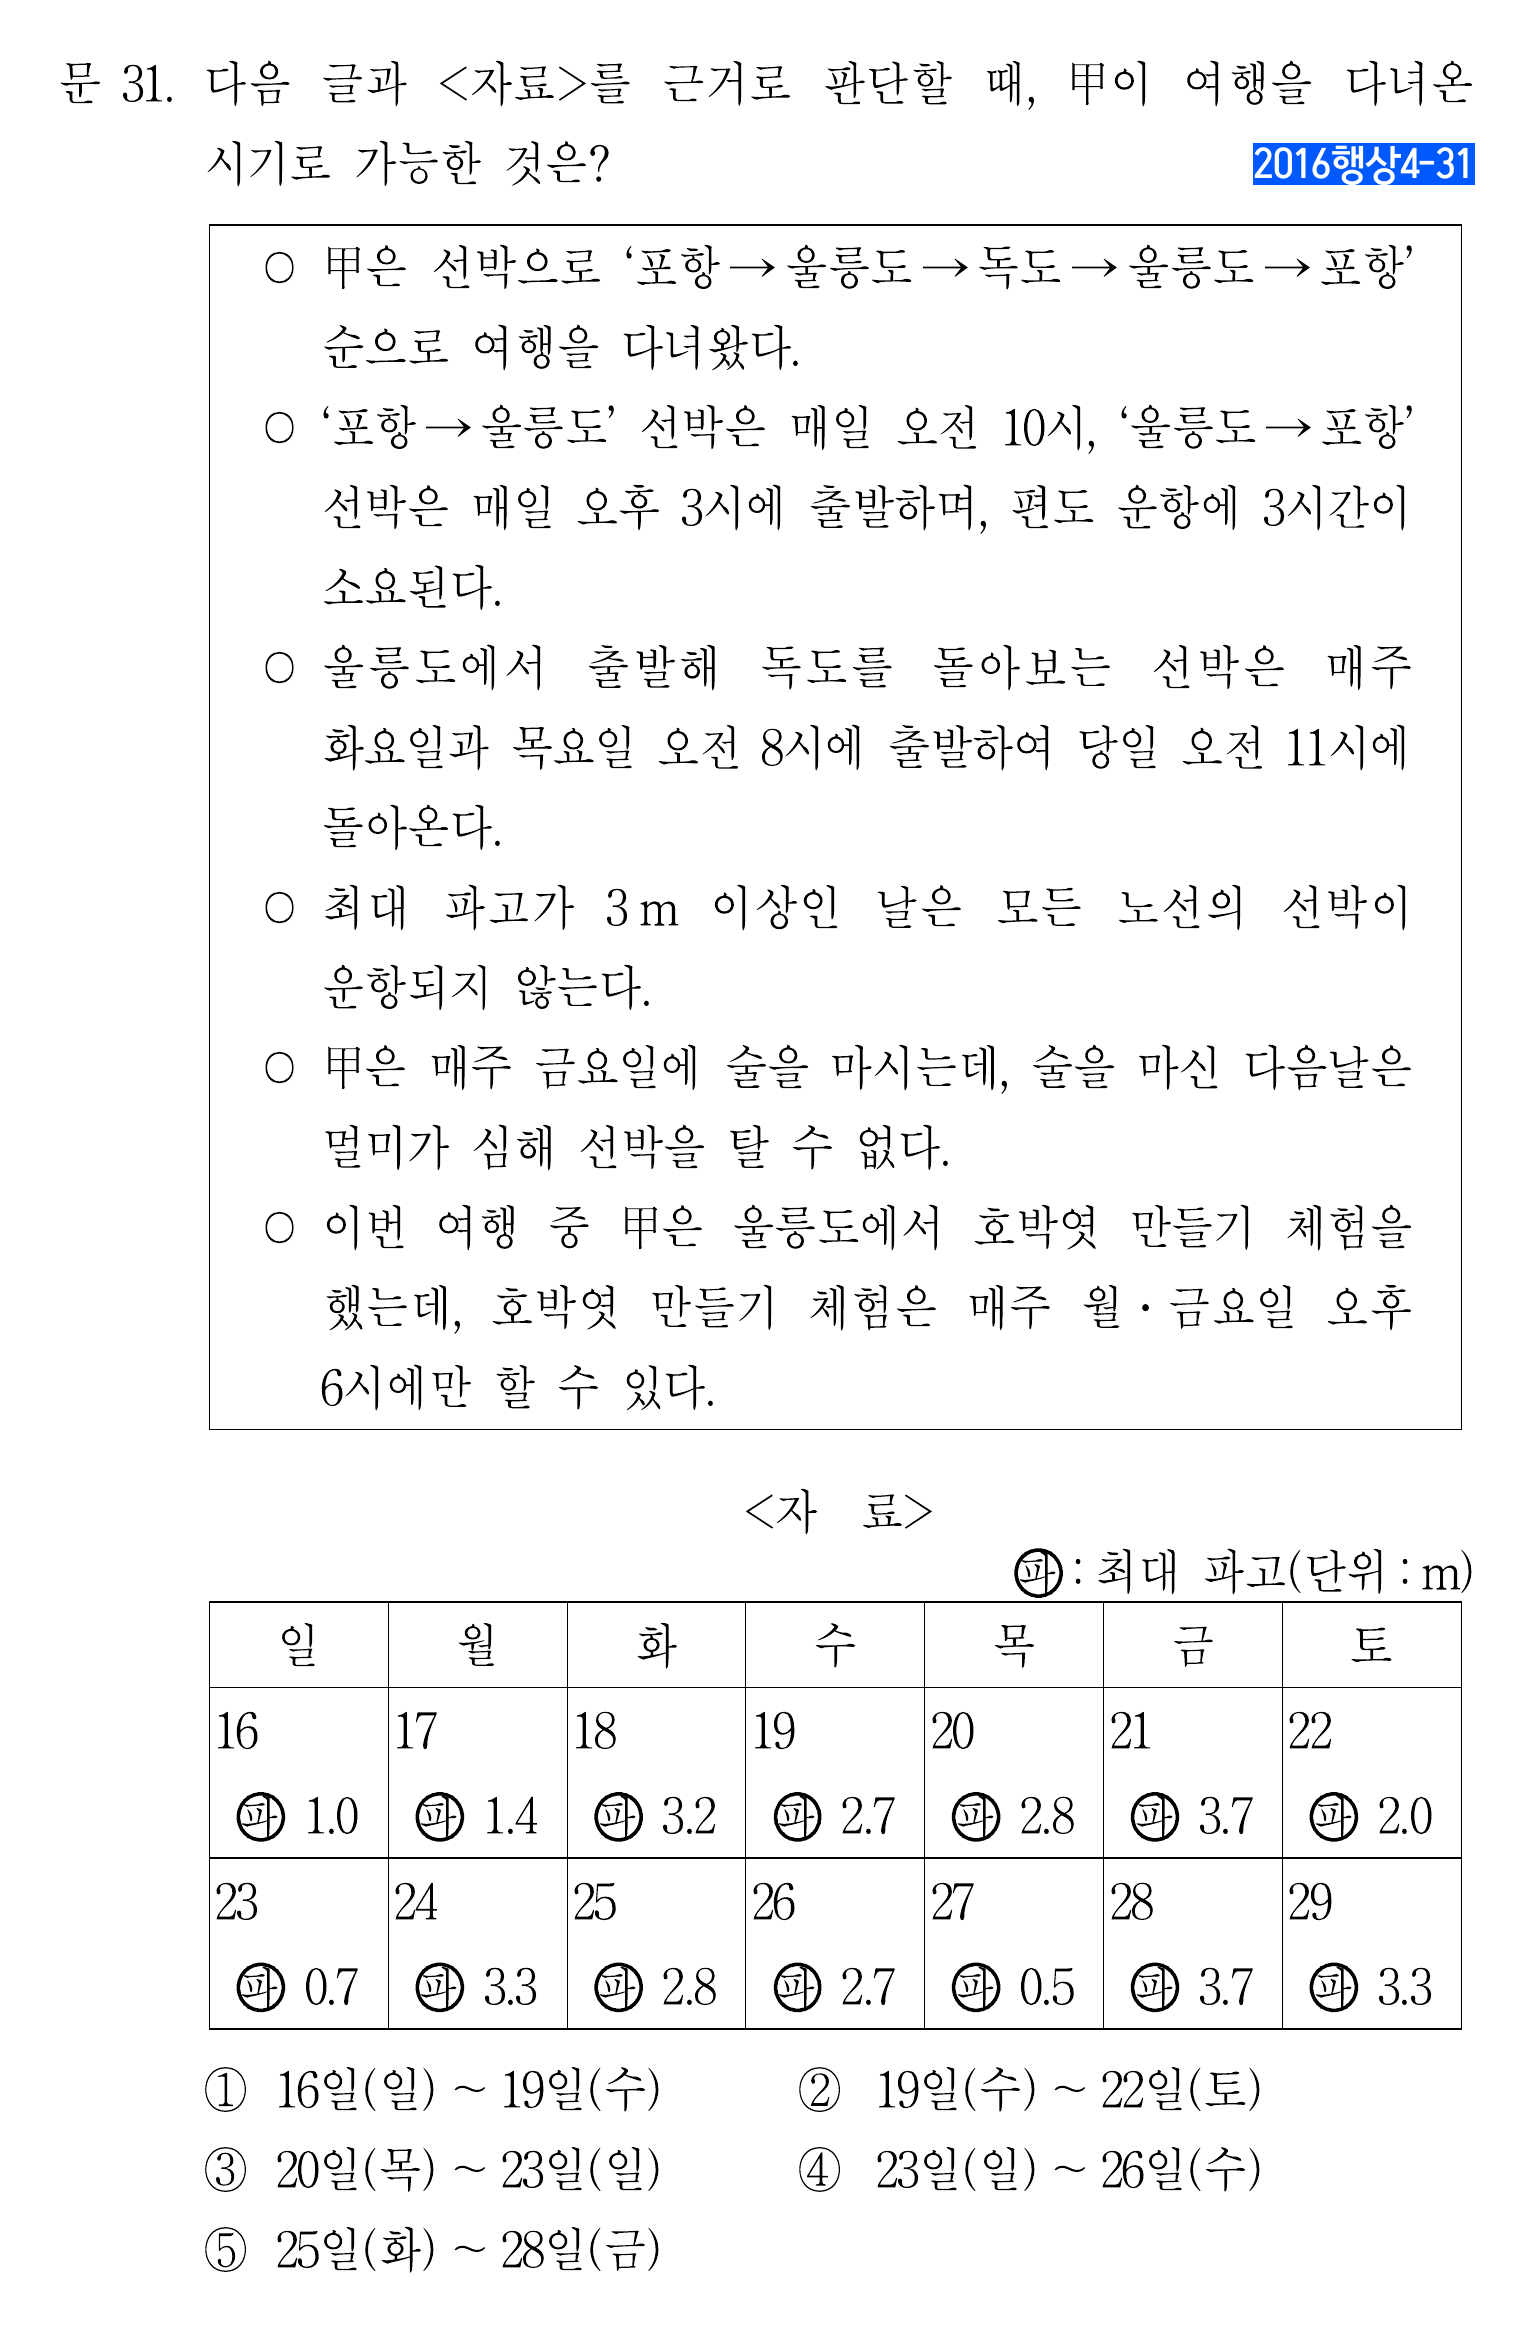 문 31. 다음 글과 <자료>를 근거로 판단할 때, 甲이 여행을 다녀온
시기로 가능한 것은?
2016행상4-31
○ 甲은 선박으로 ‘포항→울릉도→독도→울릉도→포항’
순으로 여행을 다녀왔다.
○ ‘포항→울릉도’ 선박은 매일 오전 10시, ‘울릉도→포항’
선박은 매일 오후 3시에 출발하며, 편도 운항에 3시간이
소요된다.
○ 울릉도에서 출발해 독도를 돌아보는 선박은 매주
화요일과 목요일 오전 8시에 출발하여 당일 오전 11시에
돌아온다.
○ 최대 파고가 3 m 이상인 날은 모든 노선의 선박이
운항되지 않는다.
○ 甲은 매주 금요일에 술을 마시는데, 술을 마신 다음날은
멀미가 심해 선박을 탈 수 없다.
○ 이번 여행 중 甲은 울릉도에서 호박엿 만들기 체험을
했는데, 호박엿 만들기 체험은 매주 월·금요일 오후
6시에만 할 수 있다.
<자 료>
㉺: 최대 파고(단위 : m)
일 월 화 수 목 금 토
16 17 18 19 20 21 22
㉺ 1.0 ㉺ 1.4 ㉺ 3.2 ㉺ 2.7 ㉺ 2.8 ㉺ 3.7 ㉺ 2.0
23 24 25 26 27 28 29
㉺ 0.7 ㉺ 3.3 ㉺ 2.8 ㉺ 2.7 ㉺ 0.5 ㉺ 3.7 ㉺ 3.3
① 16일(일) ~ 19일(수) ② 19일(수) ~ 22일(토)
③ 20일(목) ~ 23일(일) ④ 23일(일) ~ 26일(수)
⑤ 25일(화) ~ 28일(금)